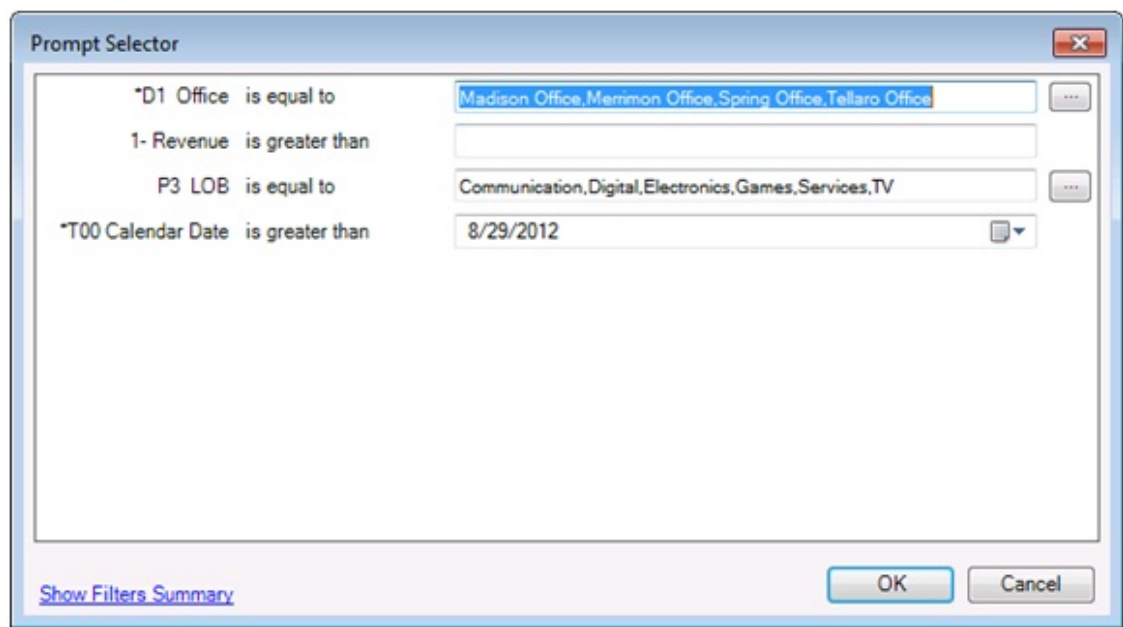 Prompt Selector
*D1 Office is equal to Madison Office,Merrimon Office,Spring Office,Tellaro Office ...
1- Revenue is greater than
P3 LOB is equal to Communication,Digital,Electronics,Games,Services,TV ...
*T00 Calendar Date is greater than 8/29/2012
Show Filters Summary OK Cancel